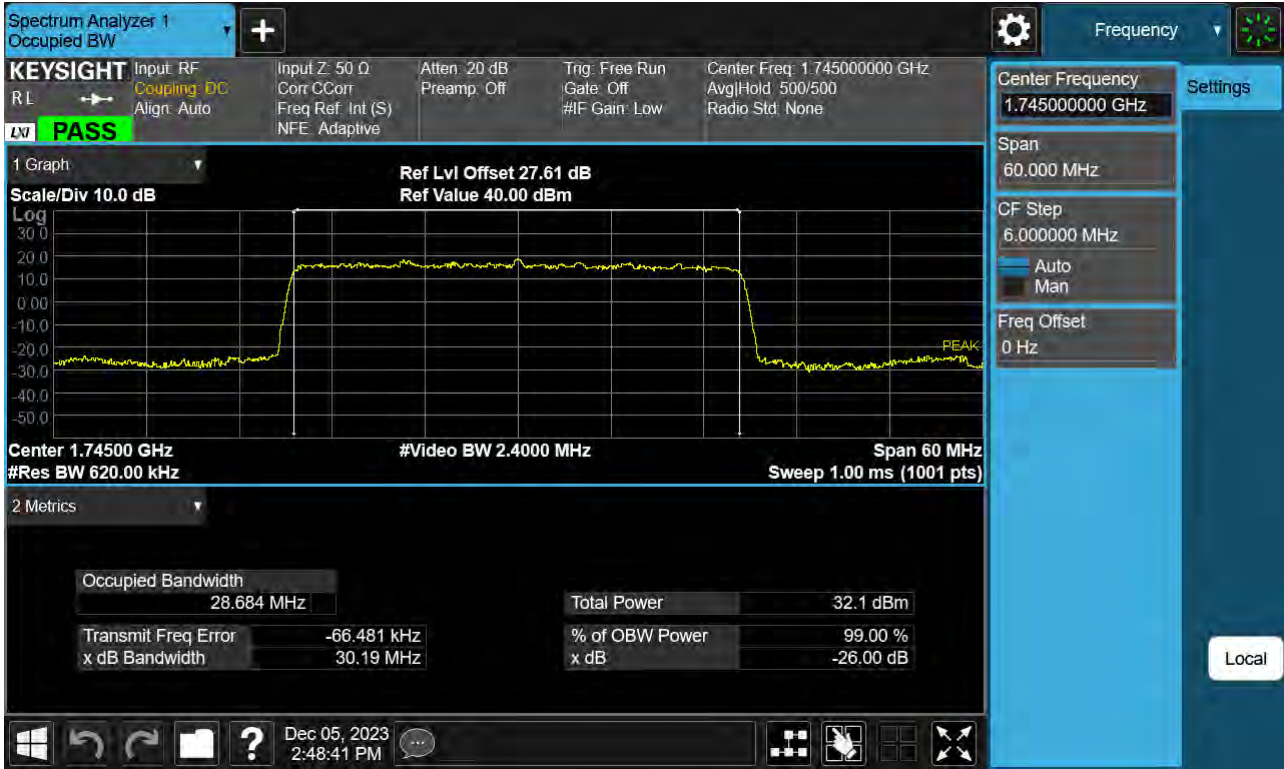 Spectrum Analyzer 1
Occupied BW
Frequency
KEYSIGHT
RL
LXI
PASS
Input: RF
Coupling: DC
Align: Auto
Input Z: 50 Ω
Corr CCorr
Freq Ref: Int (S)
NFE: Adaptive
Atten: 20 dB
Preamp: Off
Trig: Free Run
Gate: Off
#IF Gain: Low
Center Freq: 1.745000000 GHz
Avg|Hold: 500/500
Radio Std: None
1 Graph
Scale/Div 10.0 dB
Ref Lvl Offset 27.61 dB
Ref Value 40.00 dBm
Log
30.0
20.0
10.0
0.00
-10.0
-20.0
-30.0
-40.0
-50.0
PEAK
Center 1.74500 GHz
#Res BW 620.00 kHz
#Video BW 2.4000 MHz
Span 60 MHz
Sweep 1.00 ms (1001 pts)
2 Metrics
Occupied Bandwidth
28.684 MHz
Transmit Freq Error -66.481 kHz
x dB Bandwidth 30.19 MHz
Total Power 32.1 dBm
% of OBW Power 99.00 %
x dB -26.00 dB
Center Frequency
1.745000000 GHz
Span
60.000 MHz
CF Step
6.000000 MHz
Auto
Man
Freq Offset
0 Hz
Settings
Local
?
Dec 05, 2023
2:48:41 PM